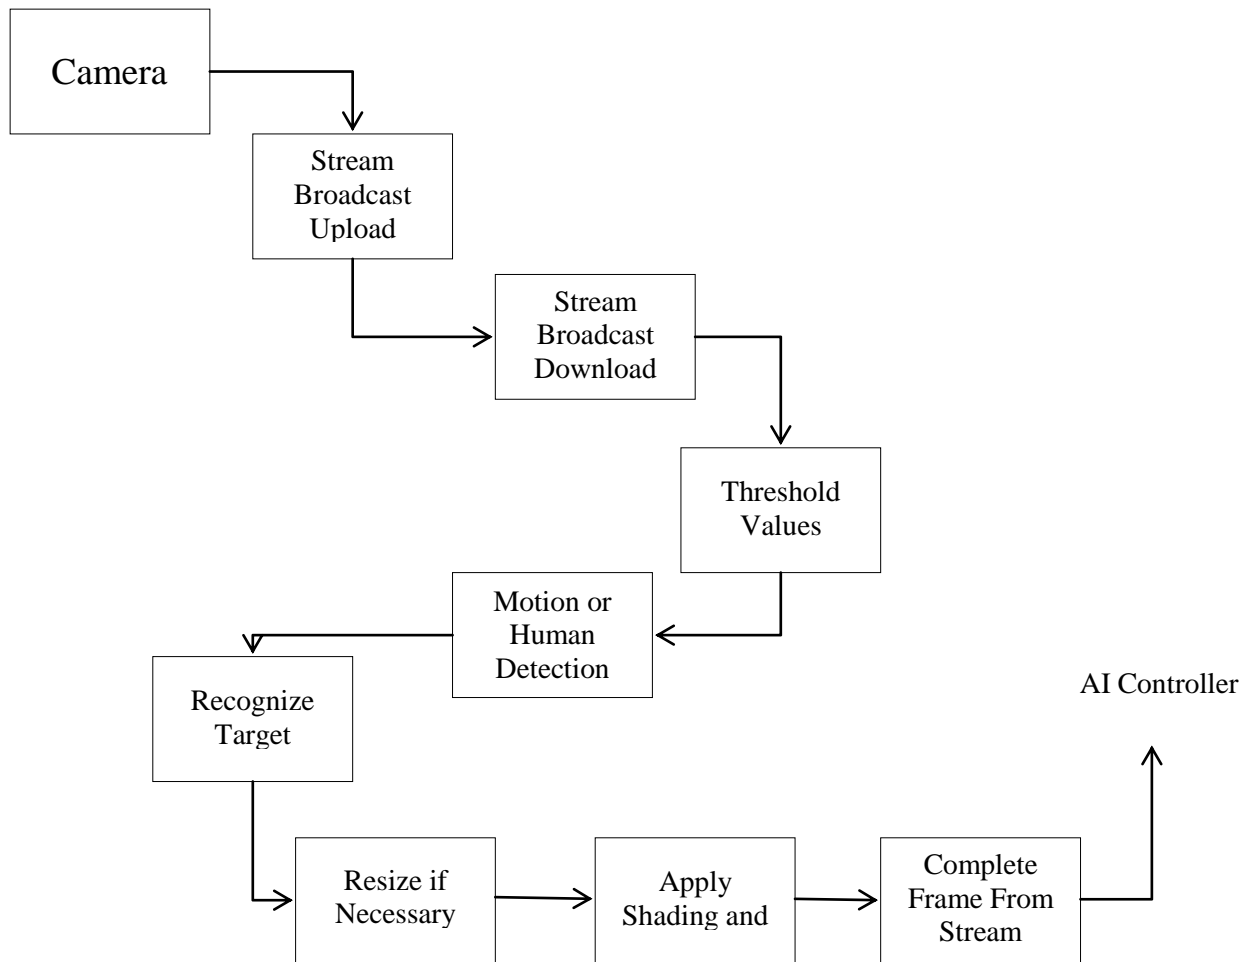 Camera
Stream
Broadcast
Upload
Stream
Broadcast
Download
Threshold
Values
Motion or
Human
Detection
Recognize
Target
AI Controller
Resize if
Necessary
Apply
Shading and
Complete
Frame From
Stream